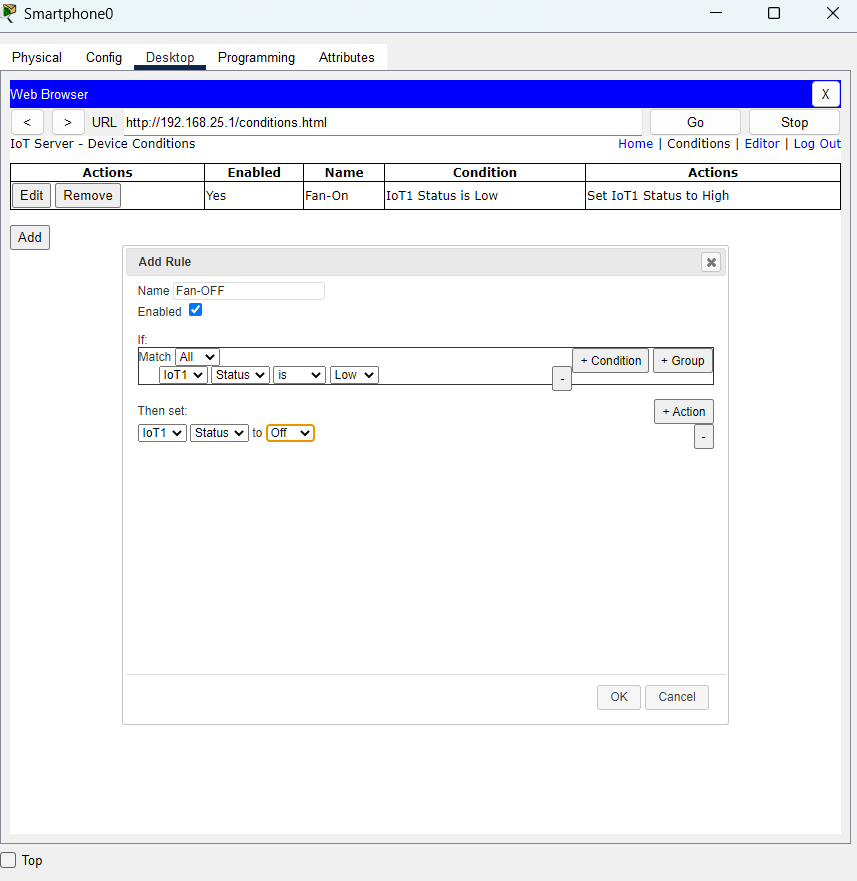 Smartphone0
Physical Config Desktop Programming Attributes
Web Browser X
< > URL http://192.168.25.1/conditions.html Go Stop
IoT Server - Device Conditions Home | Conditions | Editor | Log Out
Actions Enabled Name Condition Actions
Edit Remove Yes Fan-On IoT1 Status is Low Set IoT1 Status to High
Add
Add Rule
Name Fan-OFF
Enabled
If:
Match All + Condition + Group
IoT1 Status is Low -
Then set: + Action
IoT1 Status to Off -
OK Cancel
Top